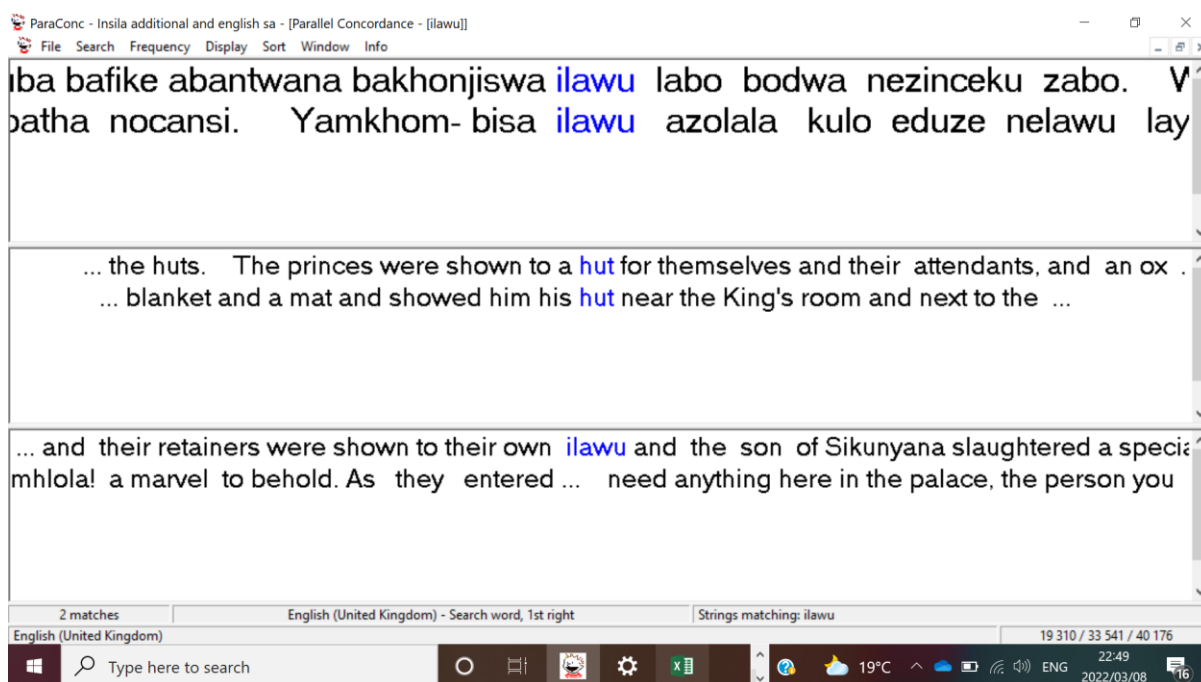 ParaConc - Insila additional and english sa - [Parallel Concordance - [ilawu]]
File Search Frequency Display Sort Window Info
bafike abantwana bakhonjiswa ilawu labo bodwa nezinceku zabo.
nocansi. Yamkhom- bisa ilawu azolala kulo eduze nelawu lay
... the huts. The princes were shown to a hut for themselves and their attendants, and an ox .
... blanket and a mat and showed him his hut near the King's room and next to the ...
... and their retainers were shown to their own ilawu and the son of Sikunyana slaughtered a specia
mhlola! a marvel to behold. As they entered ... need anything here in the palace, the person you
2 matches English (United Kingdom) - Search word, 1st right Strings matching: ilawu
English (United Kingdom) 19 310 / 33 541 / 40 176
Type here to search 19°C ENG 22:49
2022/03/08 16